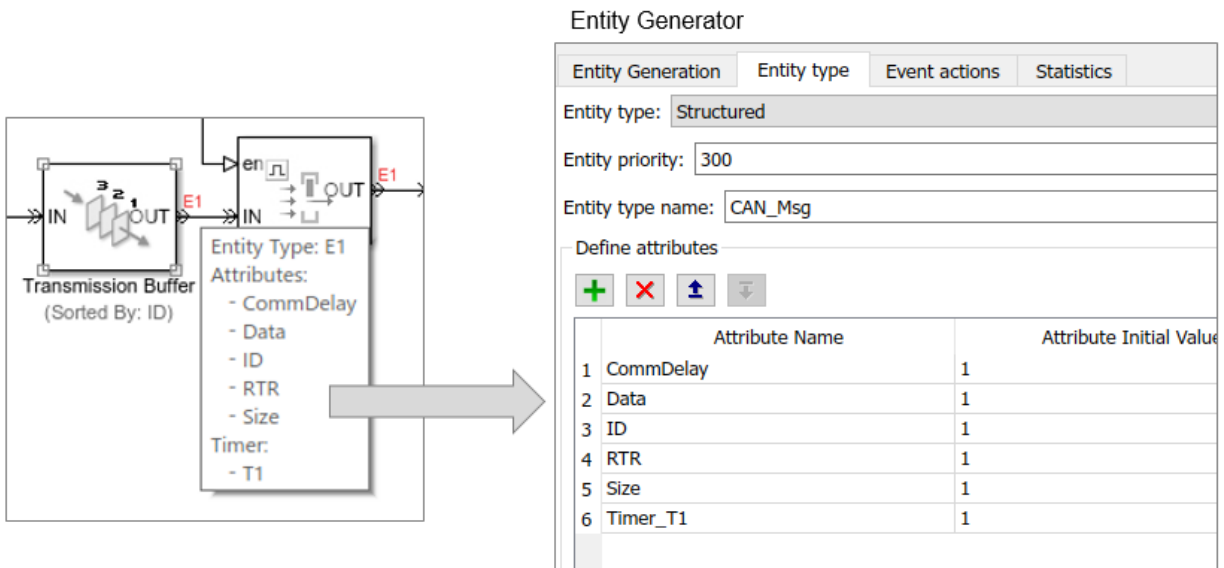 Entity Generator
Entity Generation Entity type Event actions Statistics
Entity type: Structured
Entity priority: 300
Entity type name: CAN_Msg
Define attributes
Attribute Name Attribute Initial Value
1 CommDelay 1
2 Data 1
3 ID 1
4 RTR 1
5 Size 1
6 Timer_T1 1
en
3 2 1
IN OUT E1 IN OUT E1
Transmission Buffer
(Sorted By: ID)
Entity Type: E1
Attributes:
- CommDelay
- Data
- ID
- RTR
- Size
Timer:
- T1